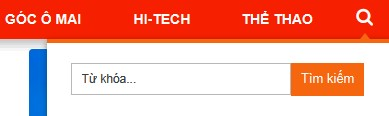 GÓC Ô MAI HI-TECH THỂ THAO
Từ khóa... Tìm kiếm